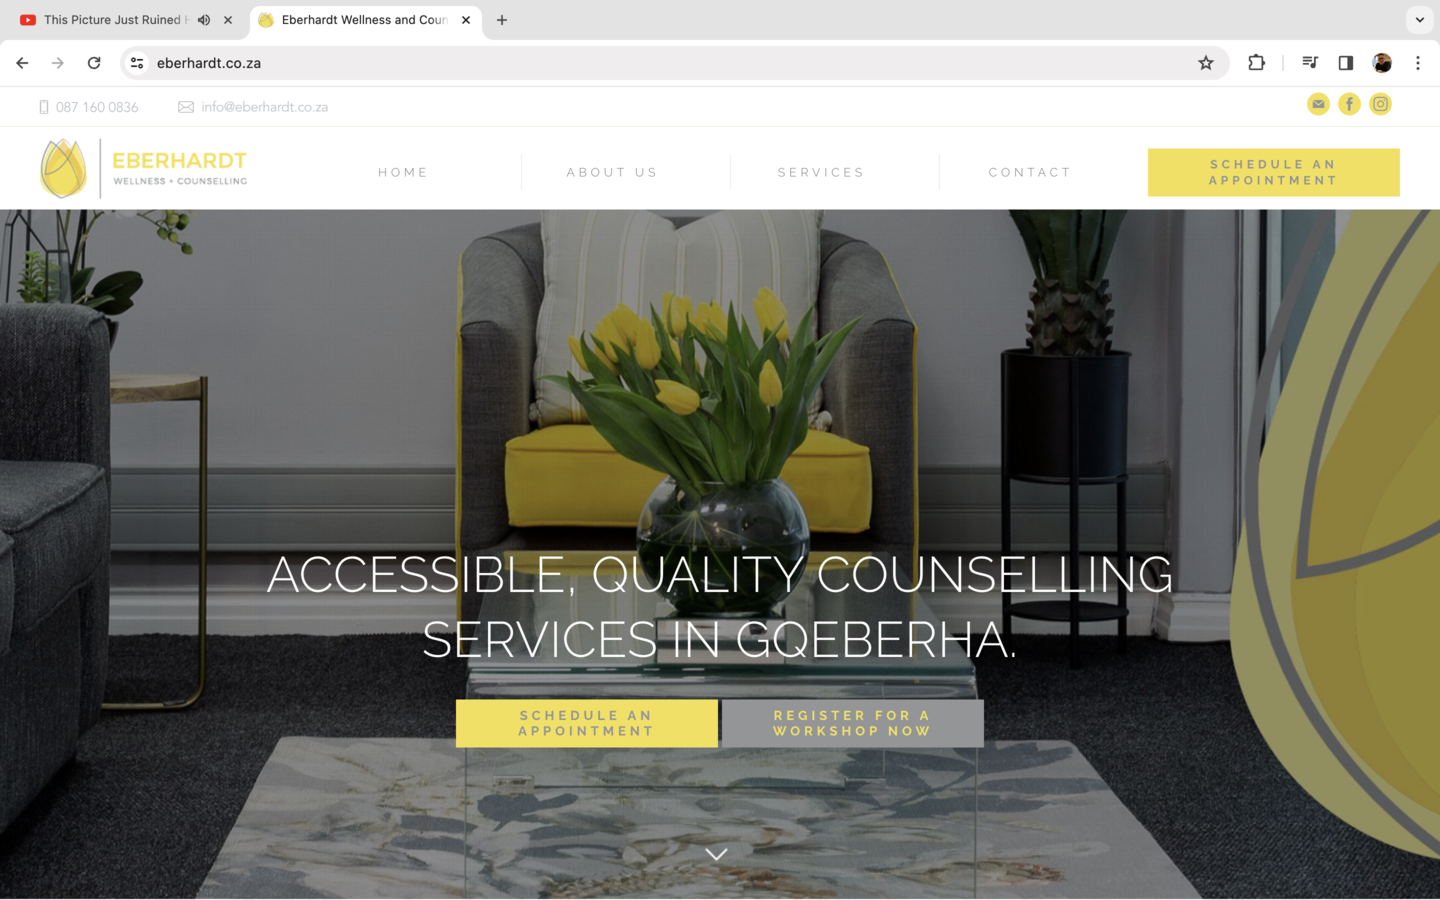 This Picture Just Ruined
Eberhardt Wellness and Coun
eberhardt.co.za
087 160 0836
info@eberhardt.co.za
EBERHARDT
WELLNESS + COUNSELLING
HOME
ABOUT US
SERVICES
CONTACT
SCHEDULE AN
APPOINTMENT
ACCESSIBLE, QUALITY COUNSELLING
SERVICES IN GQEBERHA.
SCHEDULE AN
APPOINTMENT
REGISTER FOR A
WORKSHOP NOW